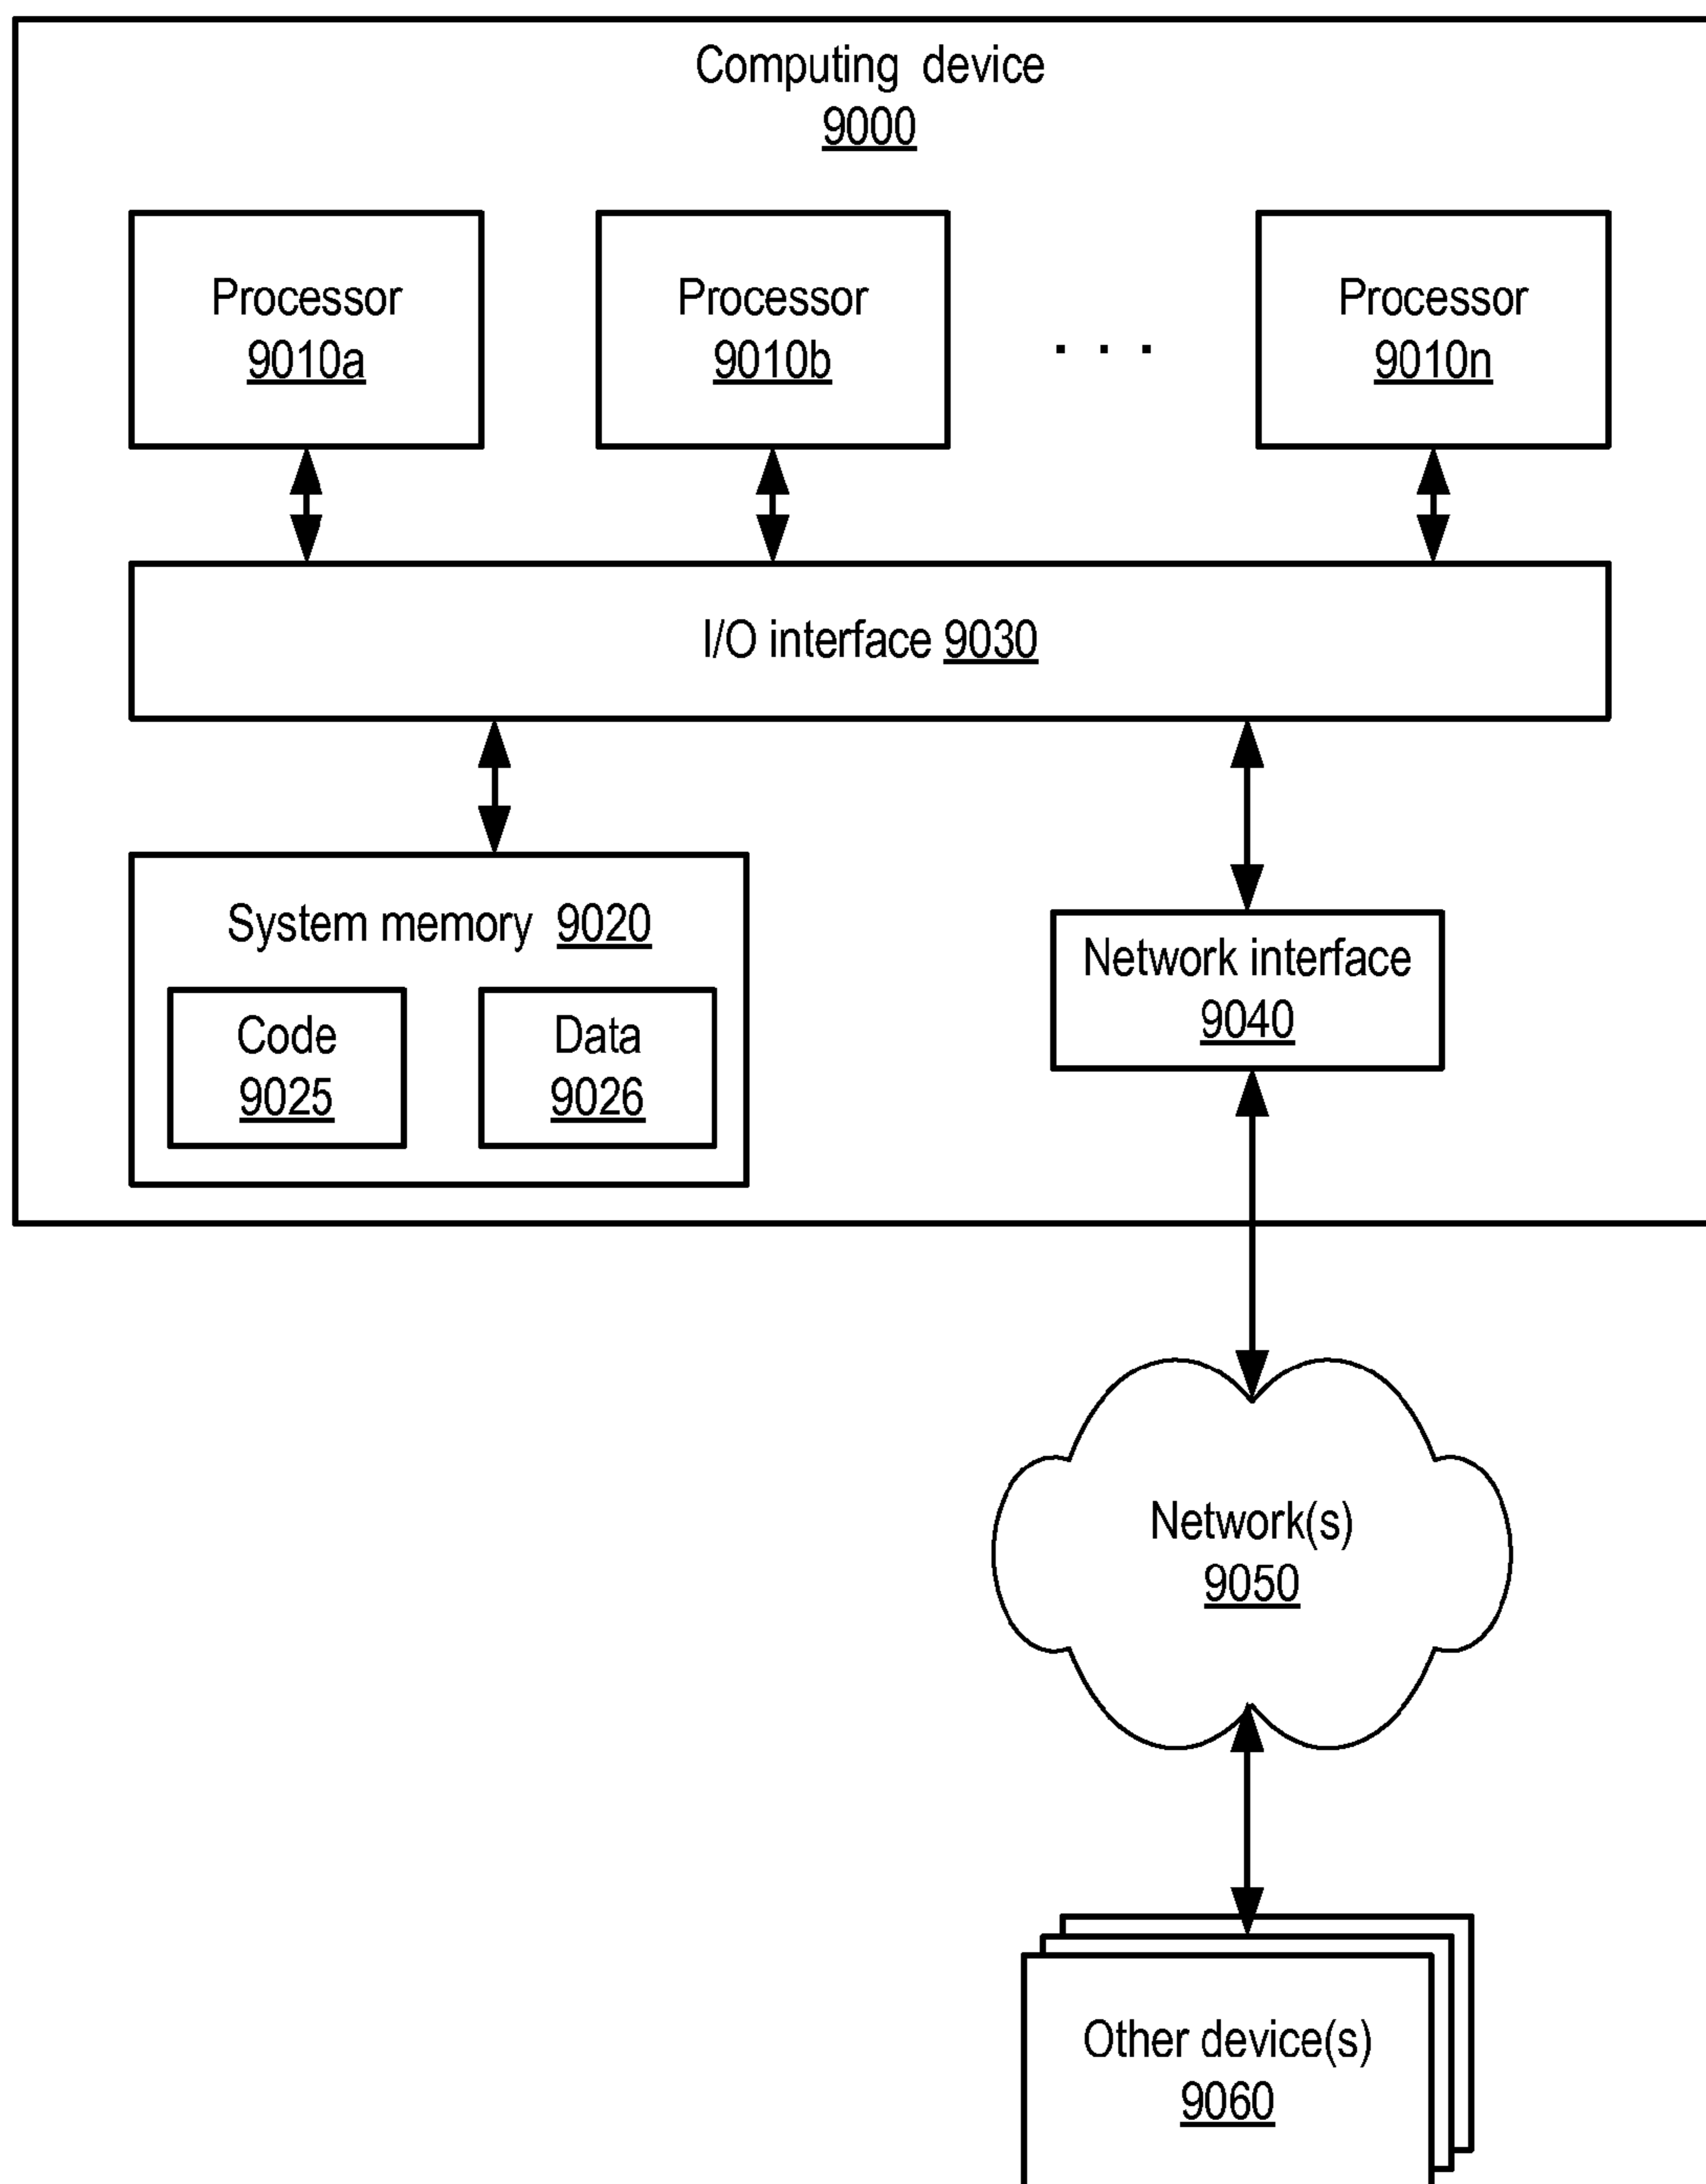 Computing device
9000
Processor
9010a
Processor
9010b
. . .
Processor
9010n
I/O interface 9030
System memory 9020
Code
9025
Data
9026
Network interface
9040
Network(s)
9050
Other device(s)
9060